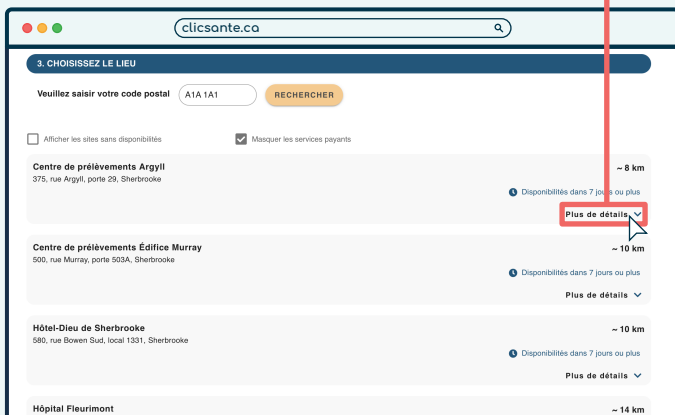 clicsante.ca
3. CHOISISSEZ LE LIEU
Veuillez saisir votre code postal A1A 1A1 RECHERCHER
Afficher les sites sans disponibilités Masquer les services payants
Centre de prélèvements Argyll ~ 8 km
375, rue Argyll, porte 29, Sherbrooke
Disponibilités dans 7 jours ou plus
Plus de détails
Centre de prélèvements Édifice Murray ~ 10 km
500, rue Murray, porte 503A, Sherbrooke
Disponibilités dans 7 jours ou plus
Plus de détails
Hôtel-Dieu de Sherbrooke ~ 10 km
580, rue Bowen Sud, local 1331, Sherbrooke
Disponibilités dans 7 jours ou plus
Plus de détails
Hôpital Fleurimont ~ 14 km